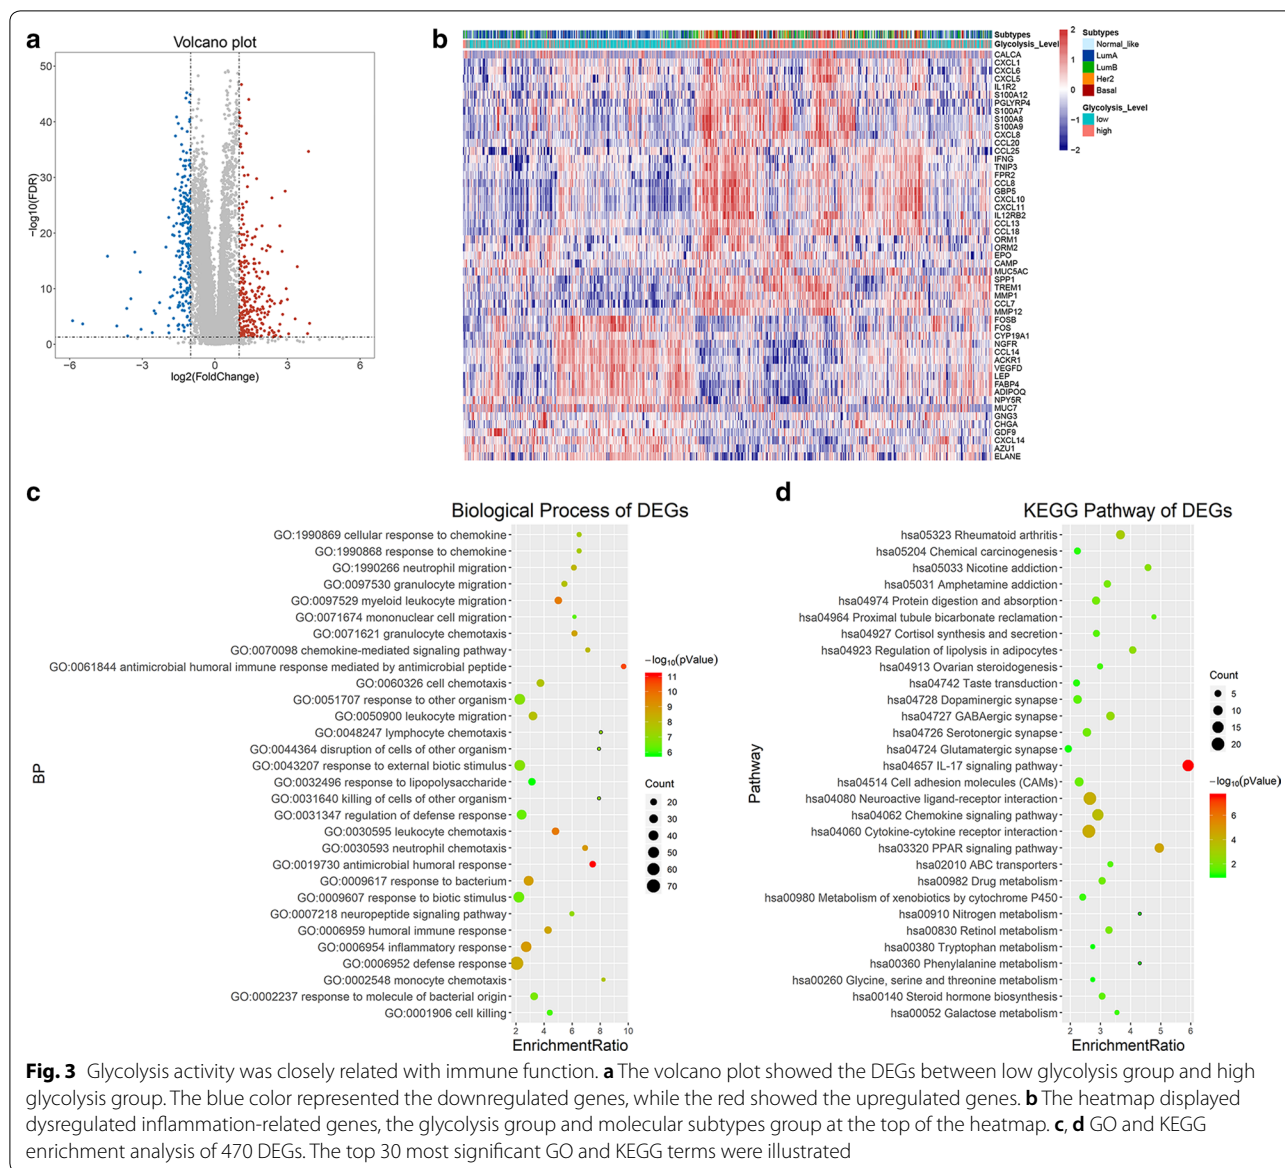 a
Volcano plot
50
40
30
20
10
0
−log10(FDR)
−6
−3
0
3
6
log2(FoldChange)
b
Subtypes
Glycolysis_Level
CALCA
CXCL1
CXCL6
CXCL5
IL1R2
S100A12
PGLYRP4
S100A7
S100A8
S100A9
CXCL8
CCL20
CCL25
IFNG
TNIP3
FPR2
CCL8
GBP5
CXCL10
CXCL11
IL12RB2
CCL13
CCL18
ORM1
ORM2
EPO
CAMP
MUC5AC
SPP1
TREM1
MMP1
CCL7
MMP12
FOSB
FOS
CYP19A1
NGFR
CCL14
ACKR1
VEGFD
LEP
FABP4
ADIPOQ
NPY5R
MUC7
GNG3
CHGA
GDF9
CXCL14
AZU1
ELANE
2
1
0
−1
−2
Subtypes
Normal_like
LumA
LumB
Her2
Basal
Glycolysis_Level
low
high
c
Biological Process of DEGs
BP
GO:1990869 cellular response to chemokine
GO:1990868 response to chemokine
GO:1990266 neutrophil migration
GO:0097530 granulocyte migration
GO:0097529 myeloid leukocyte migration
GO:0071674 mononuclear cell migration
GO:0071621 granulocyte chemotaxis
GO:0070098 chemokine-mediated signaling pathway
GO:0061844 antimicrobial humoral immune response mediated by antimicrobial peptide
GO:0060326 cell chemotaxis
GO:0051707 response to other organism
GO:0050900 leukocyte migration
GO:0048247 lymphocyte chemotaxis
GO:0044364 disruption of cells of other organism
GO:0043207 response to external biotic stimulus
GO:0032496 response to lipopolysaccharide
GO:0031640 killing of cells of other organism
GO:0031347 regulation of defense response
GO:0030595 leukocyte chemotaxis
GO:0030593 neutrophil chemotaxis
GO:0019730 antimicrobial humoral response
GO:0009617 response to bacterium
GO:0009607 response to biotic stimulus
GO:0007218 neuropeptide signaling pathway
GO:0006959 humoral immune response
GO:0006954 inflammatory response
GO:0006952 defense response
GO:0002548 monocyte chemotaxis
GO:0002237 response to molecule of bacterial origin
GO:0001906 cell killing
2 4 6 8 10
EnrichmentRatio
−log10(pValue)
11
10
9
8
7
6
Count
20
30
40
50
60
70
d
KEGG Pathway of DEGs
Pathway
hsa05323 Rheumatoid arthritis
hsa05204 Chemical carcinogenesis
hsa05033 Nicotine addiction
hsa05031 Amphetamine addiction
hsa04974 Protein digestion and absorption
hsa04964 Proximal tubule bicarbonate reclamation
hsa04927 Cortisol synthesis and secretion
hsa04923 Regulation of lipolysis in adipocytes
hsa04913 Ovarian steroidogenesis
hsa04742 Taste transduction
hsa04728 Dopaminergic synapse
hsa04727 GABAergic synapse
hsa04726 Serotonergic synapse
hsa04724 Glutamatergic synapse
hsa04657 IL-17 signaling pathway
hsa04514 Cell adhesion molecules (CAMs)
hsa04080 Neuroactive ligand-receptor interaction
hsa04062 Chemokine signaling pathway
hsa04060 Cytokine-cytokine receptor interaction
hsa03320 PPAR signaling pathway
hsa02010 ABC transporters
hsa00982 Drug metabolism
hsa00980 Metabolism of xenobiotics by cytochrome P450
hsa00910 Nitrogen metabolism
hsa00830 Retinol metabolism
hsa00380 Tryptophan metabolism
hsa00360 Phenylalanine metabolism
hsa00260 Glycine, serine and threonine metabolism
hsa00140 Steroid hormone biosynthesis
hsa00052 Galactose metabolism
2 3 4 5 6
EnrichmentRatio
Count
5
10
15
20
−log10(pValue)
6
4
2
Fig. 3 Glycolysis activity was closely related with immune function. a The volcano plot showed the DEGs between low glycolysis group and high
glycolysis group. The blue color represented the downregulated genes, while the red showed the upregulated genes. b The heatmap displayed
dysregulated inflammation-related genes, the glycolysis group and molecular subtypes group at the top of the heatmap. c, d GO and KEGG
enrichment analysis of 470 DEGs. The top 30 most significant GO and KEGG terms were illustrated